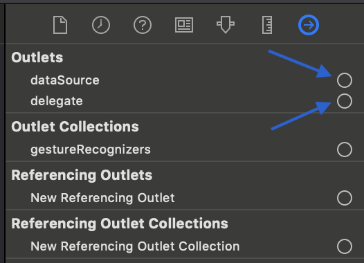 Outlets
dataSource
delegate
Outlet Collections
gestureRecognizers
Referencing Outlets
New Referencing Outlet
Referencing Outlet Collections
New Referencing Outlet Collection